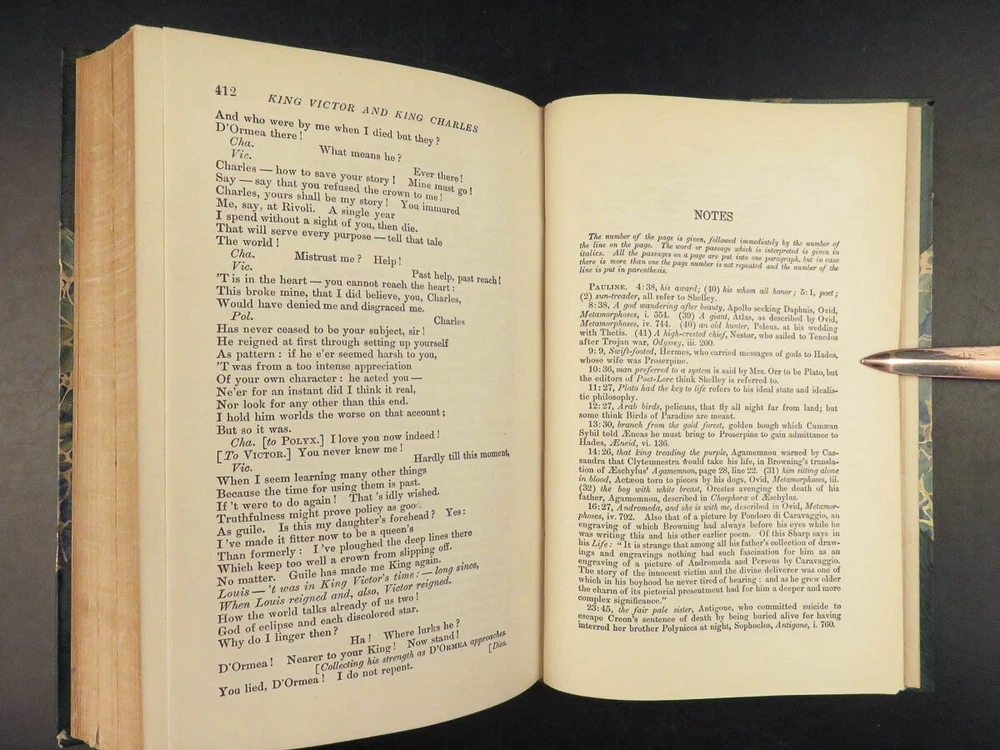 412
KING VICTOR AND KING CHARLES
And who were by me when I died but they?
D'Ormea there!
Cha. What means he?
Vic. Ever there!
Charles — how to save your story! Mine must go!
Say — say that you refused the crown to me!
Charles, yours shall be my story! You immured
Me, say, at Rivoli. A single year
I spend without a sight of you, then die.
That will serve every purpose — tell that tale
The world!
Cha. Mistrust me? Help!
Vic. Past help, past reach!
'T is in the heart — you cannot reach the heart:
This broke mine, that I did believe, you, Charles,
Would have denied me and disgraced me.
Pol. Charles
Has never ceased to be your subject, sir!
He reigned at first through setting up yourself
As pattern: if he e'er seemed harsh to you,
'T was from a too intense appreciation
Of your own character: he acted you —
Ne'er for an instant did I think it real,
Nor look for any other than this end.
I hold him worlds the worse on that account;
But so it was.
Cha. [to POLYX.] I love you now indeed!
[To VICTOR.] You never knew me!
Vic. Hardly till this moment,
When I seem learning many other things
Because the time for using them is past.
If 't were to do again! That's idly wished.
Truthfulness might prove policy as good
As guile. Is this my daughter's forehead? Yes:
I've made it fitter now to be a queen's
Than formerly: I've ploughed the deep lines there
Which keep too well a crown from slipping off.
No matter. Guile has made me King again.
Louis — 't was in King Victor's time: — long since,
When Louis reigned and, also, Victor reigned.
How the world talks already of us two!
God of eclipse and each discolored star,
Why do I linger then?
Ha! Where lurks he?
D'Ormea! Nearer to your King! Now stand!
[Collecting his strength as D'ORMEA approaches.
You lied, D'Ormea! I do not repent. [Dies.
NOTES
The number of the page is given, followed immediately by the number of
the line on the page. The word or passage which is interpreted is given in
italics. All the passages on a page are put into one paragraph, but in case
there is more than one the page number is not repeated and the number of the
line is put in parenthesis.
PAULINE. 4:38, his award; (40) his whom all honor; 5:1, poet;
(2) sun-treader, all refer to Shelley.
8:38, A god wandering after beauty, Apollo seeking Daphnis, Ovid,
Metamorphoses, i. 554. (39) A giant, Atlas, as described by Ovid,
Metamorphoses, iv. 744. (40) an old hunter, Peleus, at his wedding
with Thetis. (41) A high-crested chief, Nestor, who sailed to Tenedos
after Trojan war, Odyssey, iii. 200.
9:9, Swift-footed, Hermes, who carried messages of gods to Hades,
whose wife was Proserpine.
10:36, man preferred to a system is said by Mrs. Orr to be Plato, but
the editors of Poet-Lore think Shelley is referred to.
11:27, Plato had the key to life refers to his ideal state and idealis-
tic philosophy.
12:27, Arab birds, pelicans, that fly all night far from land; but
some think Birds of Paradise are meant.
13:30, branch from the gold forest, golden bough which Cumæan
Sybil told Æneas he must bring to Proserpine to gain admittance to
Hades, Æneid, vi. 136.
14:26, that king treading the purple, Agamemnon warned by Cas-
sandra that Clytemnestra would take his life, in Browning's transla-
tion of Æschylus' Agamemnon, page 28, line 22. (31) him sitting alone
in blood, Actæon torn to pieces by his dogs, Ovid, Metamorphoses, iii.
(32) the boy with white breast, Orestes avenging the death of his
father, Agamemnon, described in Choephoræ of Æschylus.
16:27, Andromeda, and she is with me, described in Ovid, Metamor-
phoses, iv. 792. Also that of a picture by Pondoro di Caravaggio, an
engraving of which Browning had always before his eyes while he
was writing this and his other earlier poem. Of this Sharp says in
his Life: "It is strange that among all his father's collection of draw-
ings and engravings nothing had such fascination for him as an
engraving of a picture of Andromeda and Perseus by Caravaggio.
The story of the innocent victim and the divine deliverer was one of
which in his boyhood he never tired of hearing: and as he grew older
the charm of its pictorial presentment had for him a deeper and more
complex significance."
23:45, the fair pale sister, Antigone, who committed suicide to
escape Creon's sentence of death by being buried alive for having
interred her brother Polynices at night, Sophocles, Antigone, i. 760.